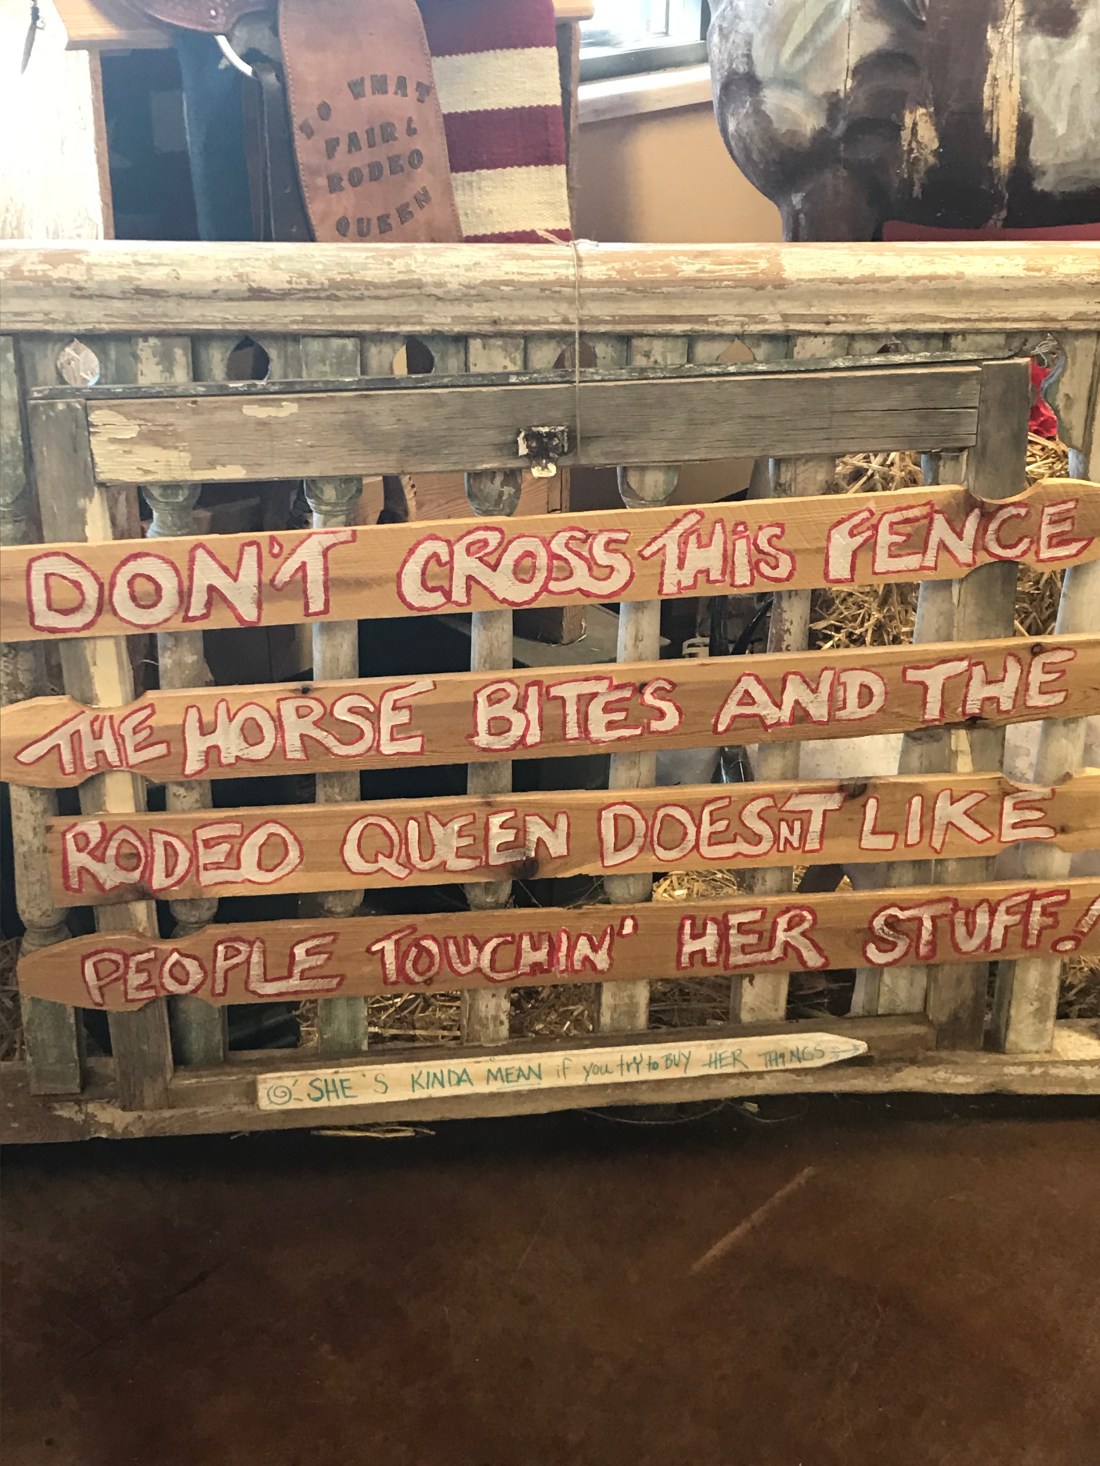 TO WHAT
FAIR &
RODEO
QUEEN
DON'T CROSS THIS FENCE
THE HORSE BITES AND THE
RODEO QUEEN DOESNT LIKE
PEOPLE TOUCHIN' HER STUFF!
SHE'S KINDA MEAN if you try to BUY HER THINGS